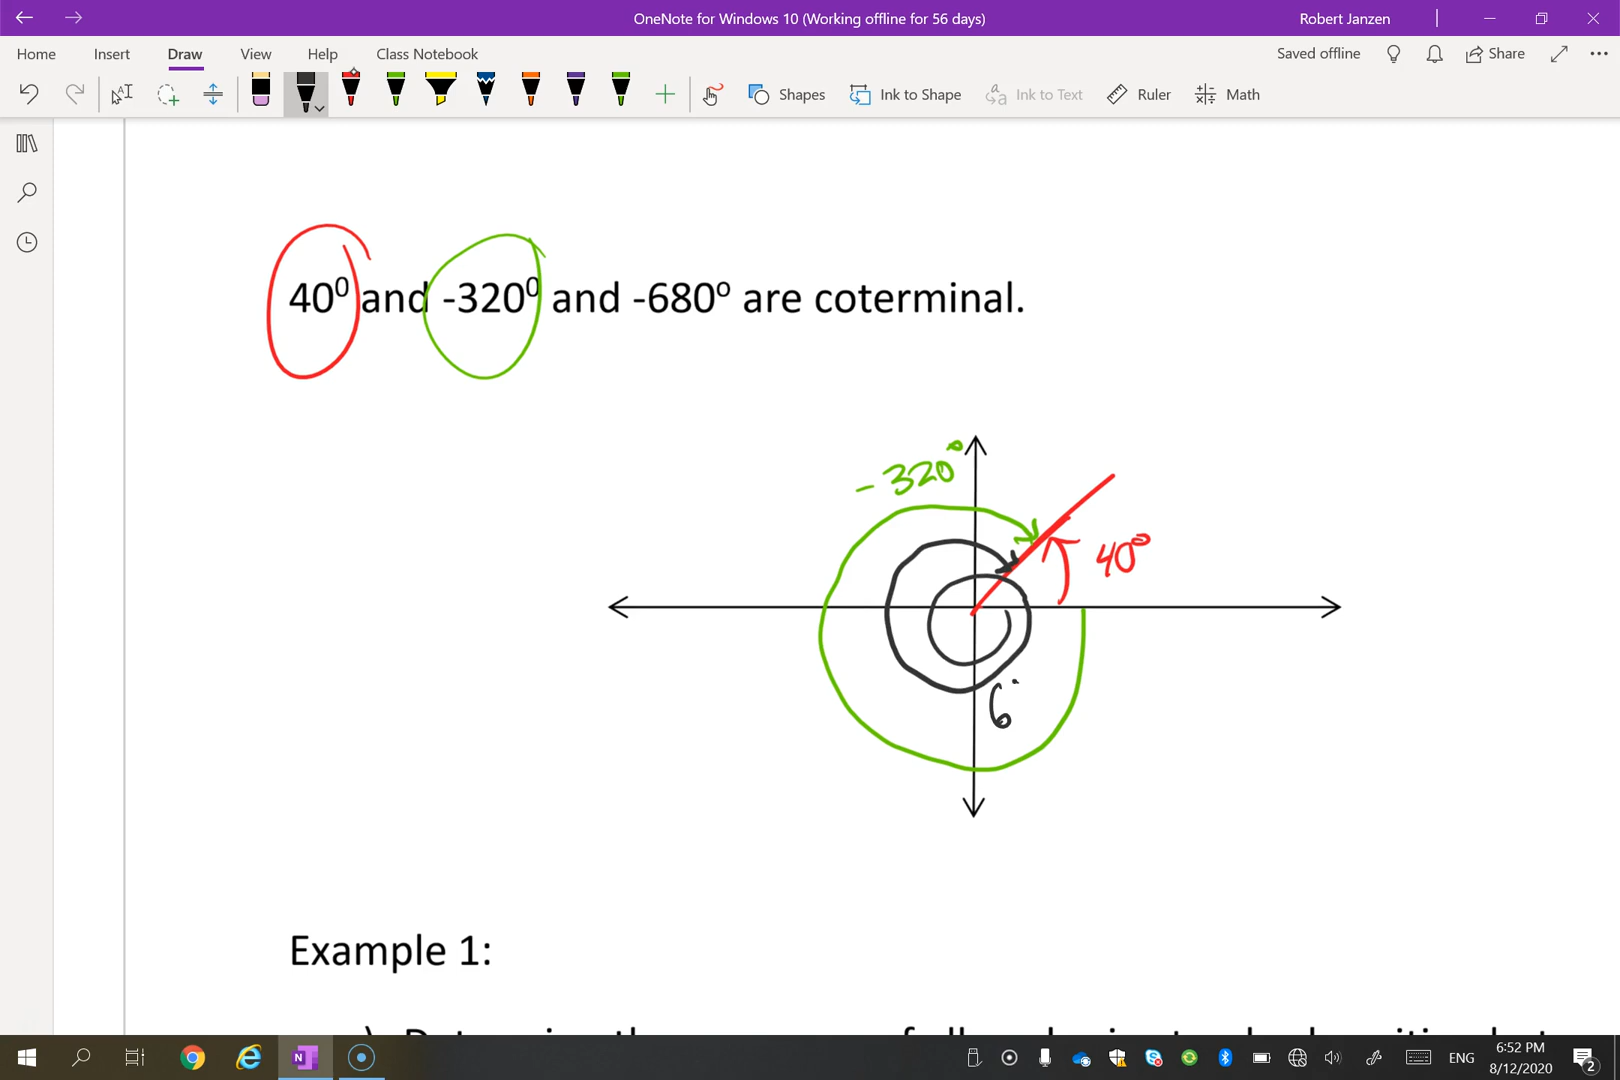 OneNote for Windows 10 (Working offline for 56 days)
Robert Janzen
Home Insert Draw View Help Class Notebook
Saved offline Share
Shapes Ink to Shape Ink to Text Ruler Math
40⁰ and -320⁰ and -680º are coterminal.
-320°
40°
6
Example 1:
ENG
6:52 PM
8/12/2020
2